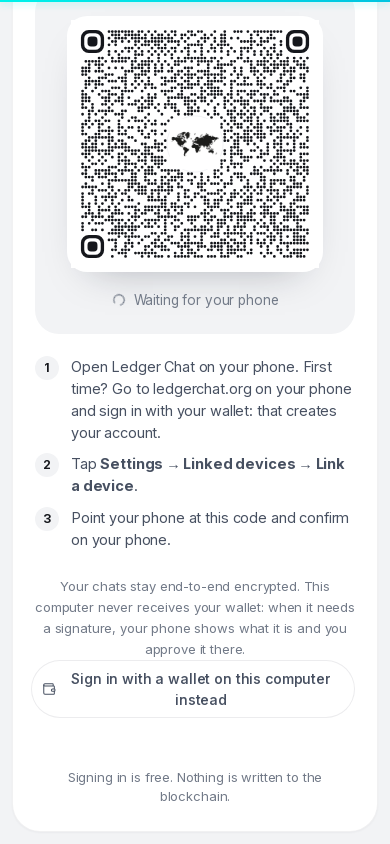 Waiting for your phone
1 Open Ledger Chat on your phone. First
time? Go to ledgerchat.org on your phone
and sign in with your wallet: that creates
your account.
2 Tap Settings → Linked devices → Link
a device.
3 Point your phone at this code and confirm
on your phone.
Your chats stay end-to-end encrypted. This
computer never receives your wallet: when it needs
a signature, your phone shows what it is and you
approve it there.
Sign in with a wallet on this computer
instead
Signing in is free. Nothing is written to the
blockchain.